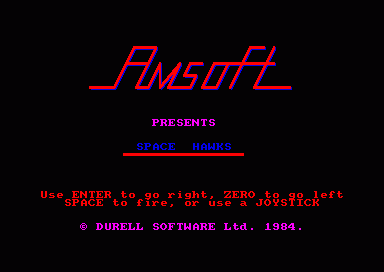 Amsoft
PRESENTS
SPACE HAWKS
Use ENTER to go right, ZERO to go left
SPACE to fire, or use a JOYSTICK
© DURELL SOFTWARE Ltd. 1984.